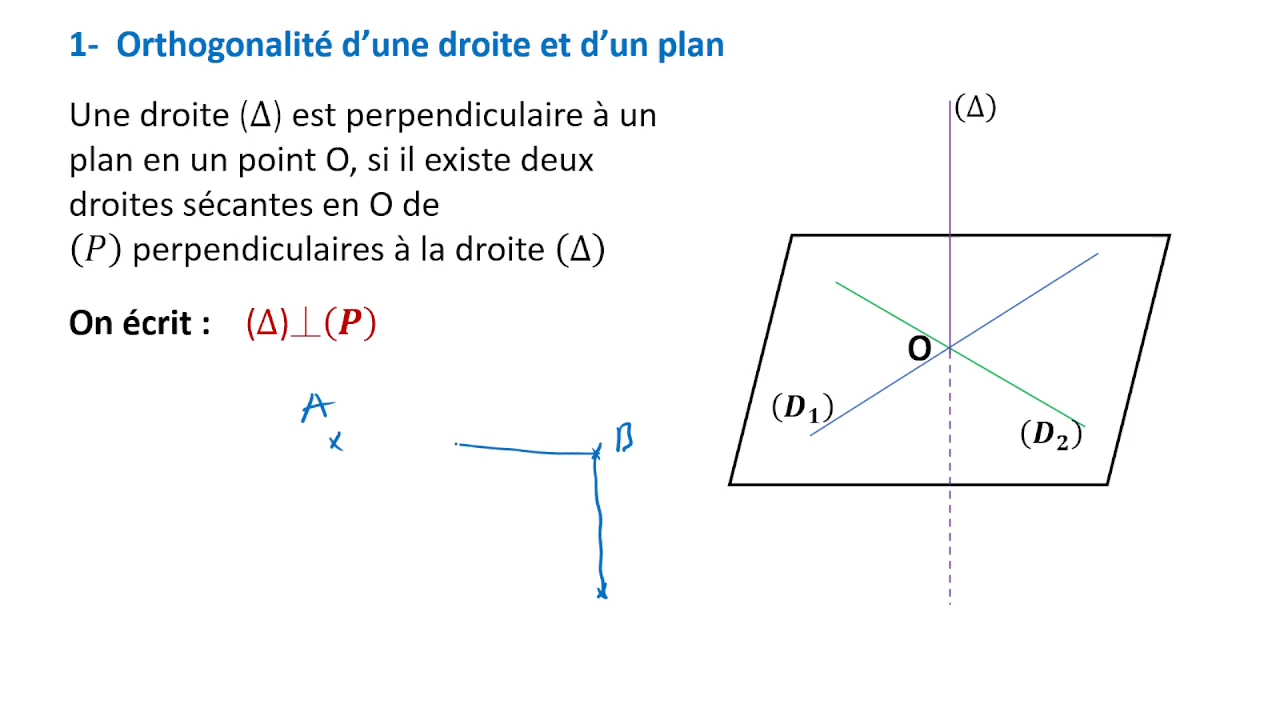 1- Orthogonalité d’une droite et d’un plan
Une droite (Δ) est perpendiculaire à un
plan en un point O, si il existe deux
droites sécantes en O de
(P) perpendiculaires à la droite (Δ)
On écrit : (Δ)⊥(P)
A
x
B
(Δ)
O
(D₁)
(D₂)